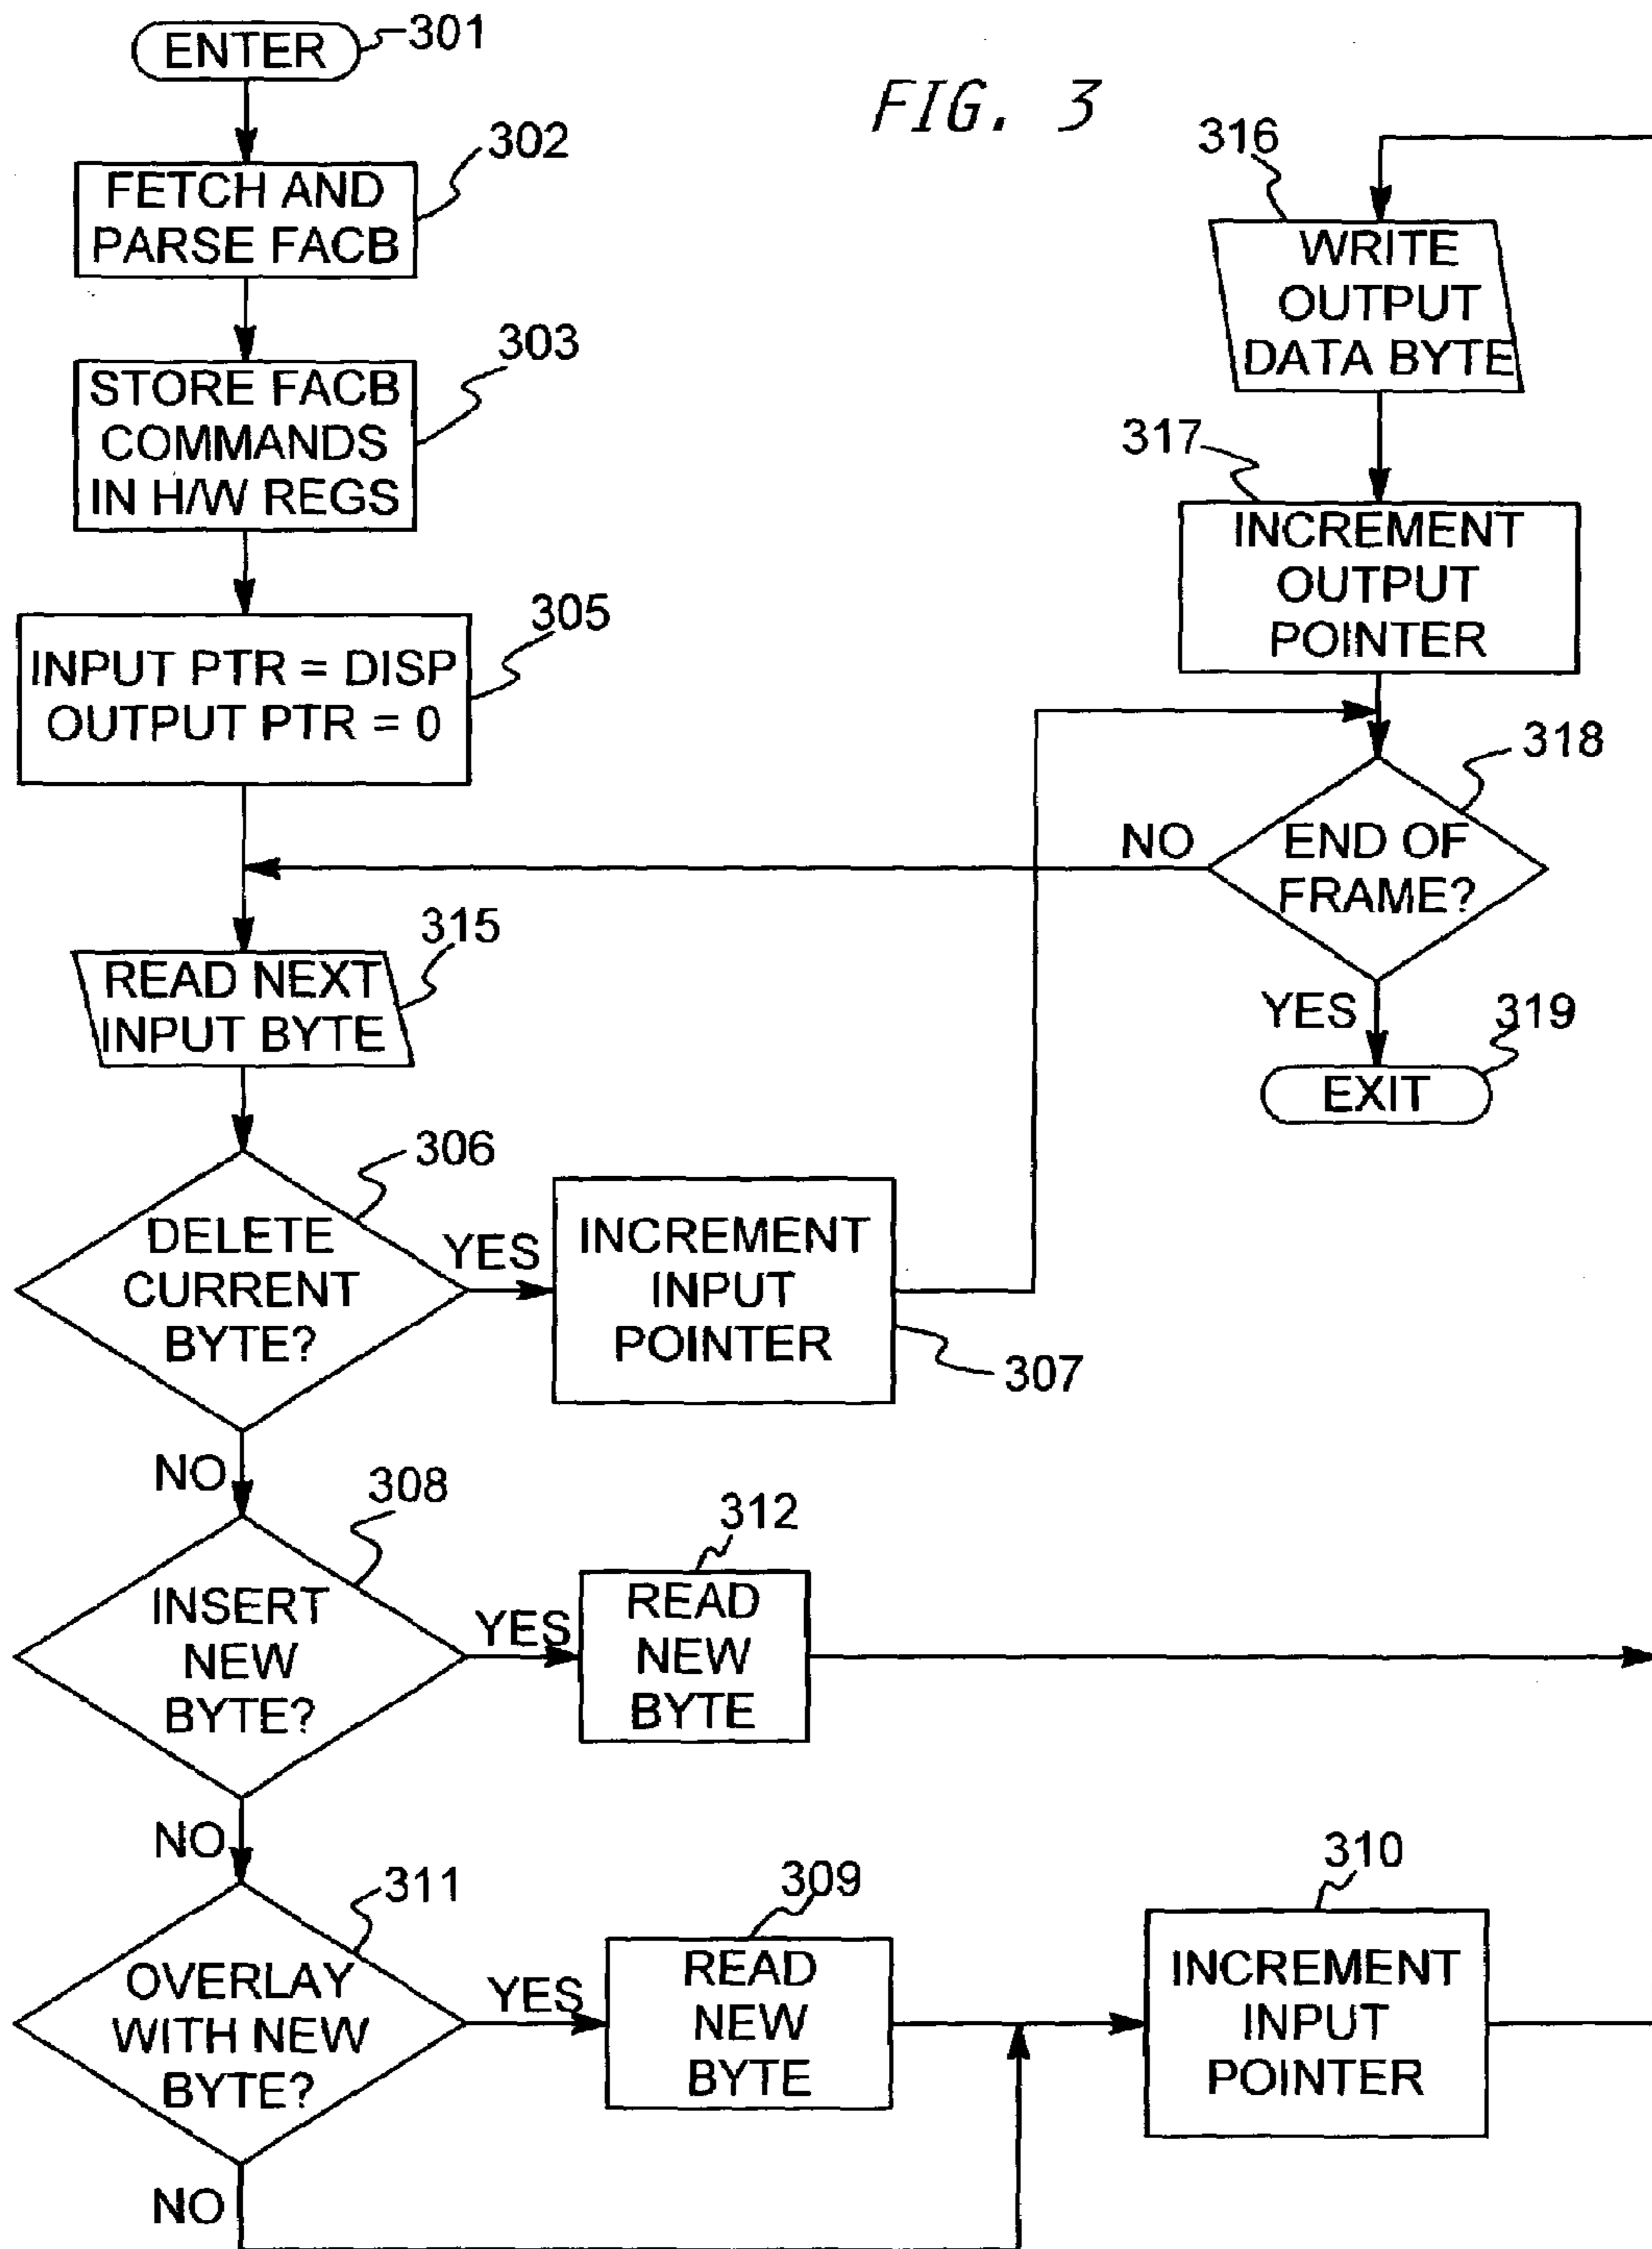 FIG. 3
ENTER
301
302
FETCH AND
PARSE FACB
303
STORE FACB
COMMANDS
IN H/W REGS
305
INPUT PTR = DISP
OUTPUT PTR = 0
315
READ NEXT
INPUT BYTE
306
DELETE
CURRENT
BYTE?
YES
INCREMENT
INPUT
POINTER
307
NO
308
INSERT
NEW
BYTE?
YES
312
READ
NEW
BYTE
NO
311
OVERLAY
WITH NEW
BYTE?
YES
309
READ
NEW
BYTE
310
INCREMENT
INPUT
POINTER
NO
316
WRITE
OUTPUT
DATA BYTE
317
INCREMENT
OUTPUT
POINTER
318
END OF
FRAME?
NO
YES
319
EXIT